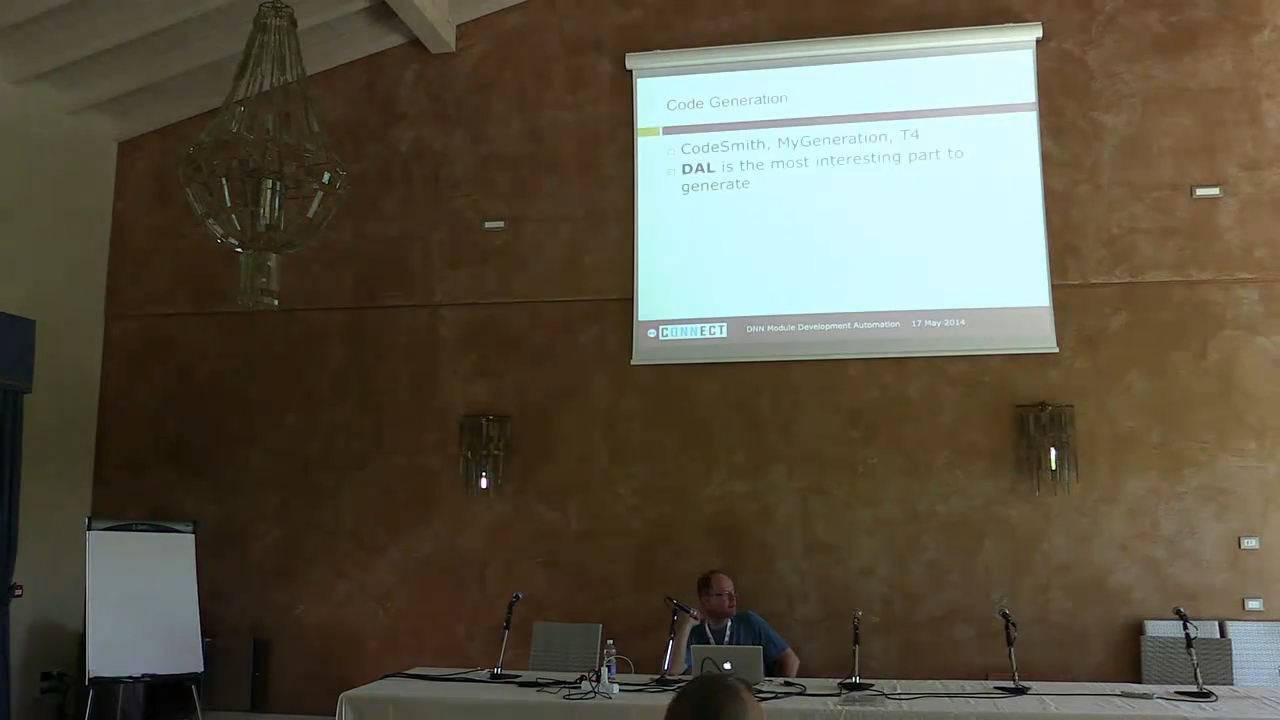 Code Generation
CodeSmith, MyGeneration, T4
DAL is the most interesting part to
generate
CONNECT DNN Module Development Automation 17 May 2014